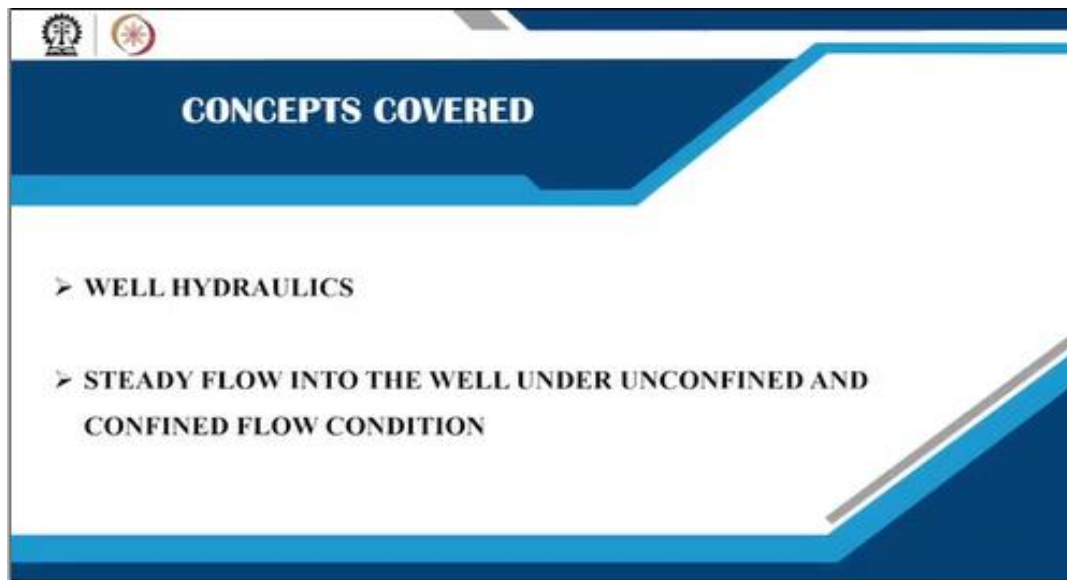 CONCEPTS COVERED
➢ WELL HYDRAULICS
➢ STEADY FLOW INTO THE WELL UNDER UNCONFINED AND
CONFINED FLOW CONDITION